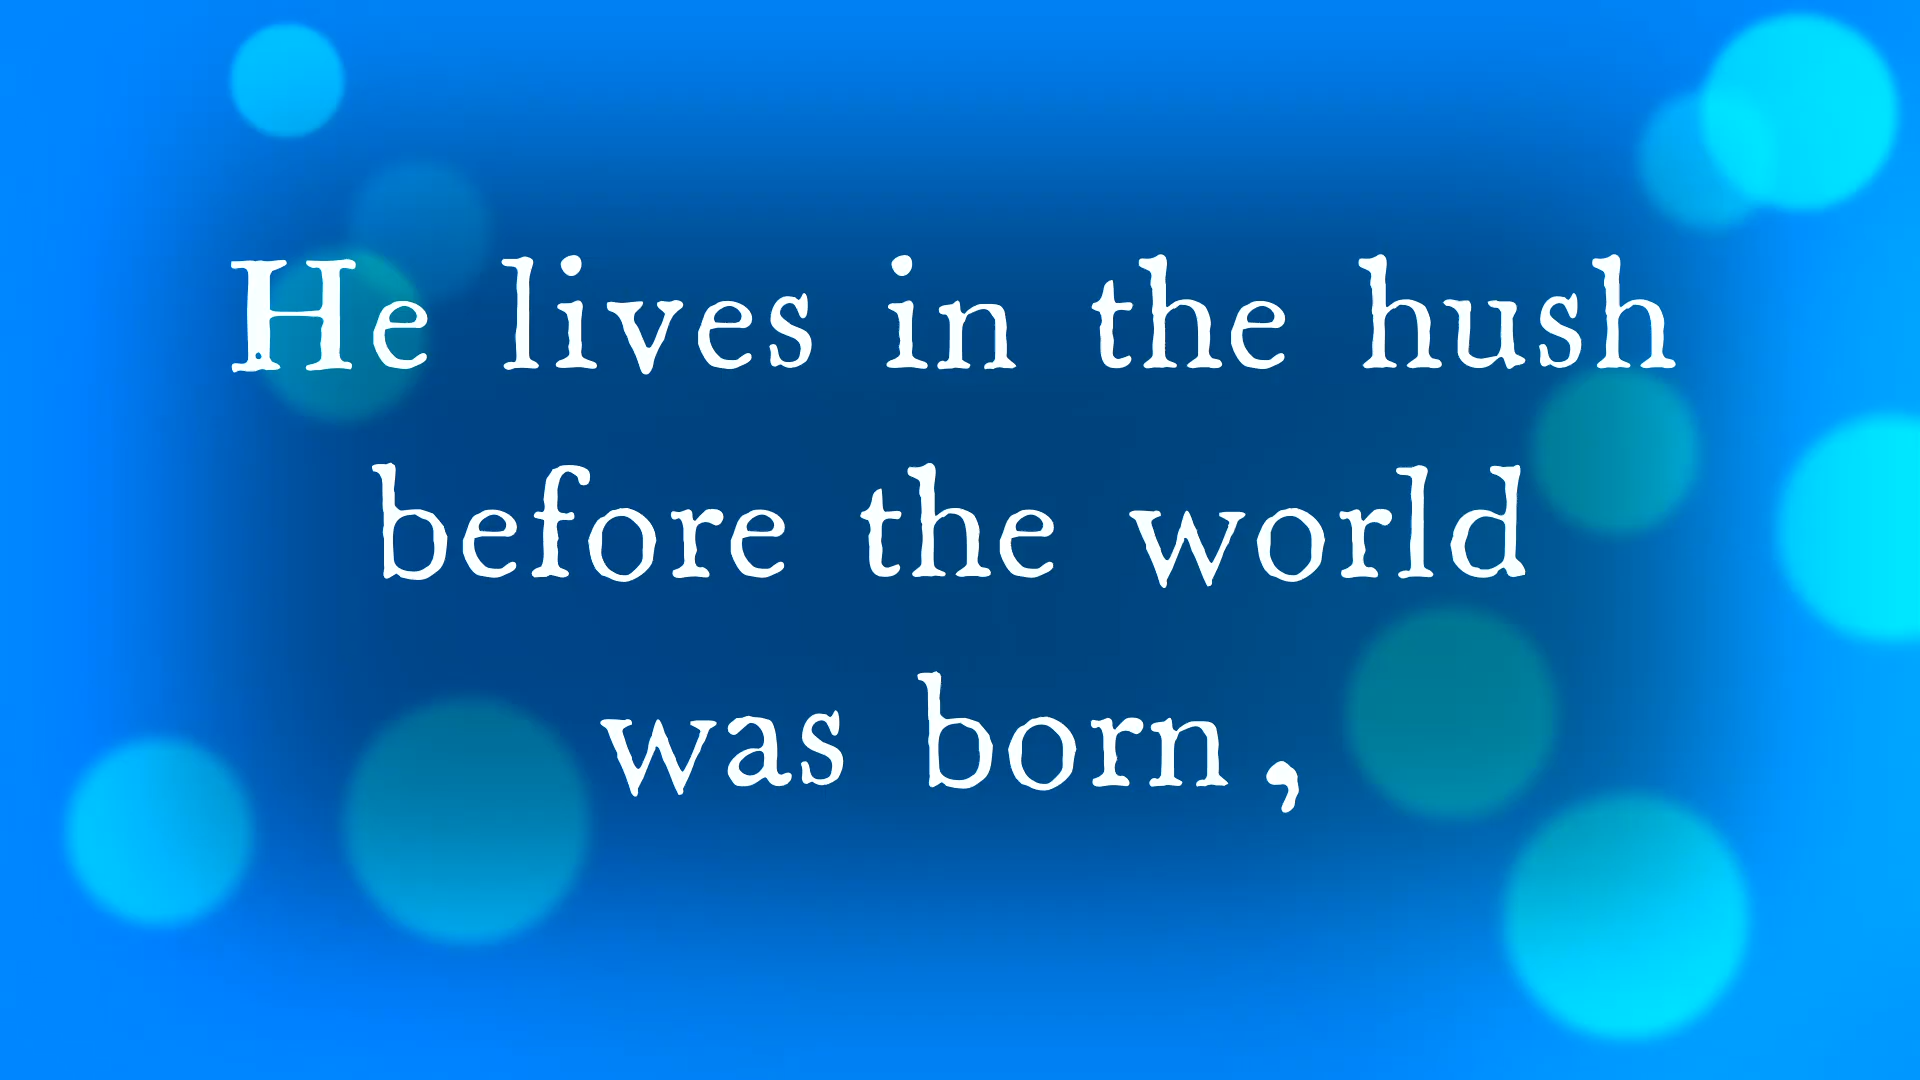 He lives in the hush
before the world
was born,